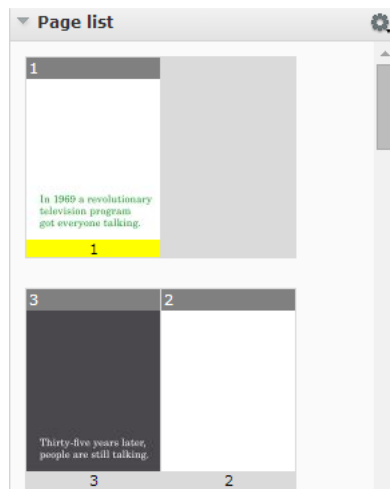 Page list
1
In 1969 a revolutionary
television program
got everyone talking.
1
3 2
Thirty-five years later,
people are still talking.
3 2